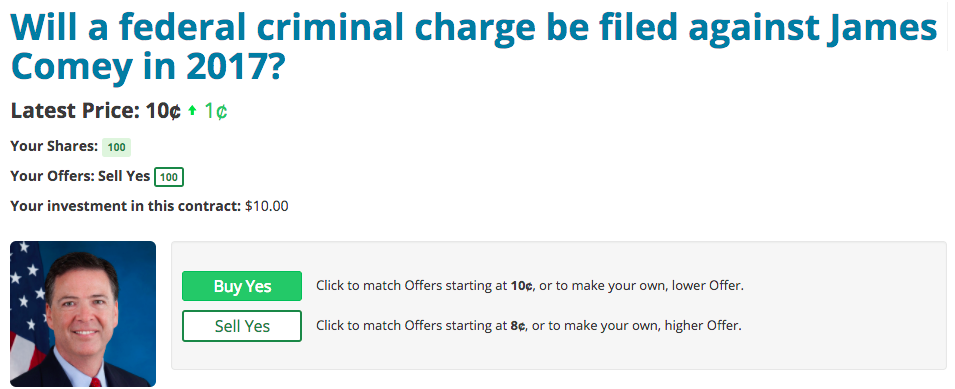 Will a federal criminal charge be filed against James
Comey in 2017?
Latest Price: 10¢ ↑ 1¢
Your Shares: 100
Your Offers: Sell Yes 100
Your investment in this contract: $10.00
Buy Yes Click to match Offers starting at 10¢, or to make your own, lower Offer.
Sell Yes Click to match Offers starting at 8¢, or to make your own, higher Offer.